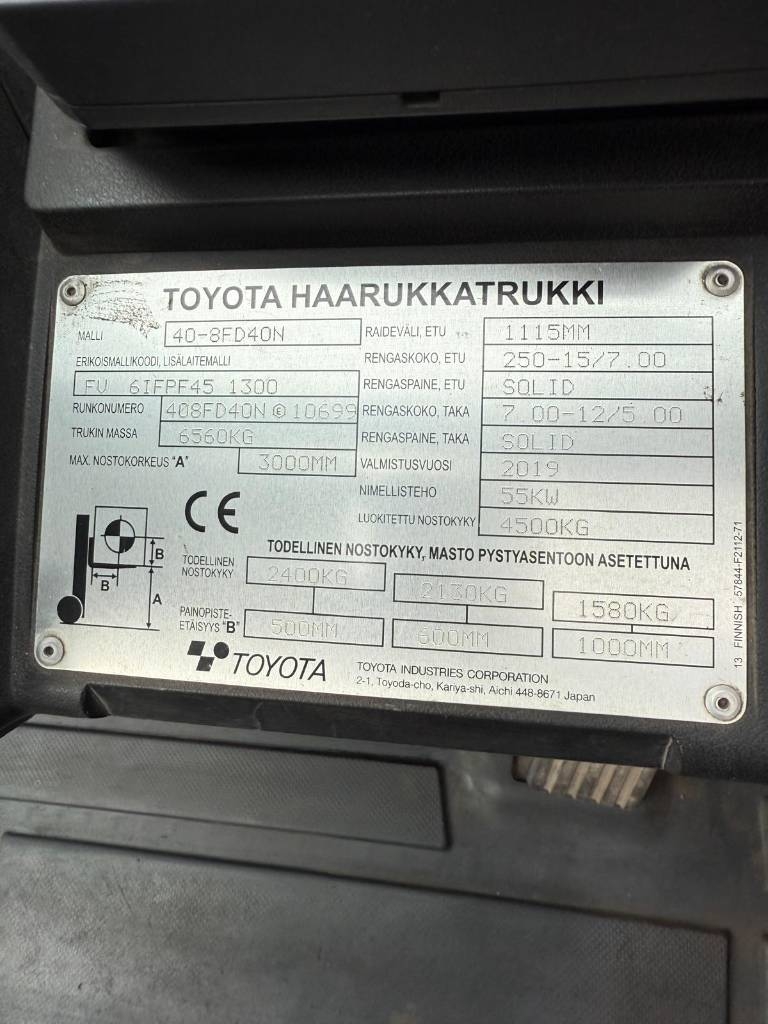 TOYOTA HAARUKKATRUKKI
MALLI 40-8FD40N
ERIKOISMALLIKOODI, LISÄLAITEMALLI
FV 6IFPF45 1300
RUNKONUMERO 408FD40N © 10699
TRUKIN MASSA 6560KG
MAX. NOSTOKORKEUS "A" 3000MM
RAIDEVÄLI, ETU 1115MM
RENGASKOKO, ETU 250-15/7.00
RENGASPAINE, ETU SOLID
RENGASKOKO, TAKA 7.00-12/5.00
RENGASPAINE, TAKA SOLID
VALMISTUSVUOSI 2019
NIMELLISTEHO 55KW
LUOKITETTU NOSTOKYKY 4500KG
CE
B
B
A
TODELLINEN NOSTOKYKY, MASTO PYSTYASENTOON ASETETTUNA
TODELLINEN
NOSTOKYKY 2400KG 2130KG 1580KG
PAINOPISTE-
ETÄISYYS "B" 500MM 600MM 1000MM
TOYOTA
TOYOTA INDUSTRIES CORPORATION
2-1, Toyoda-cho, Kariya-shi, Aichi 448-8671 Japan
13 FINNISH 57844-F2112-71